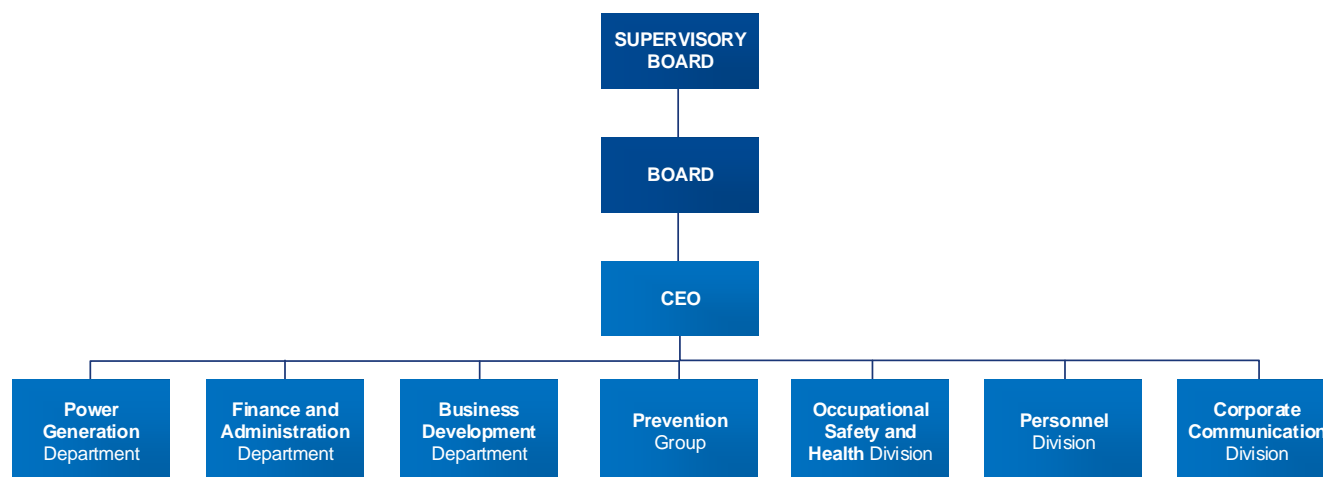 SUPERVISORY
BOARD
BOARD
CEO
Power
Generation
Department
Finance and
Administration
Department
Business
Development
Department
Prevention
Group
Occupational
Safety and
Health Division
Personnel
Division
Corporate
Communication
Division